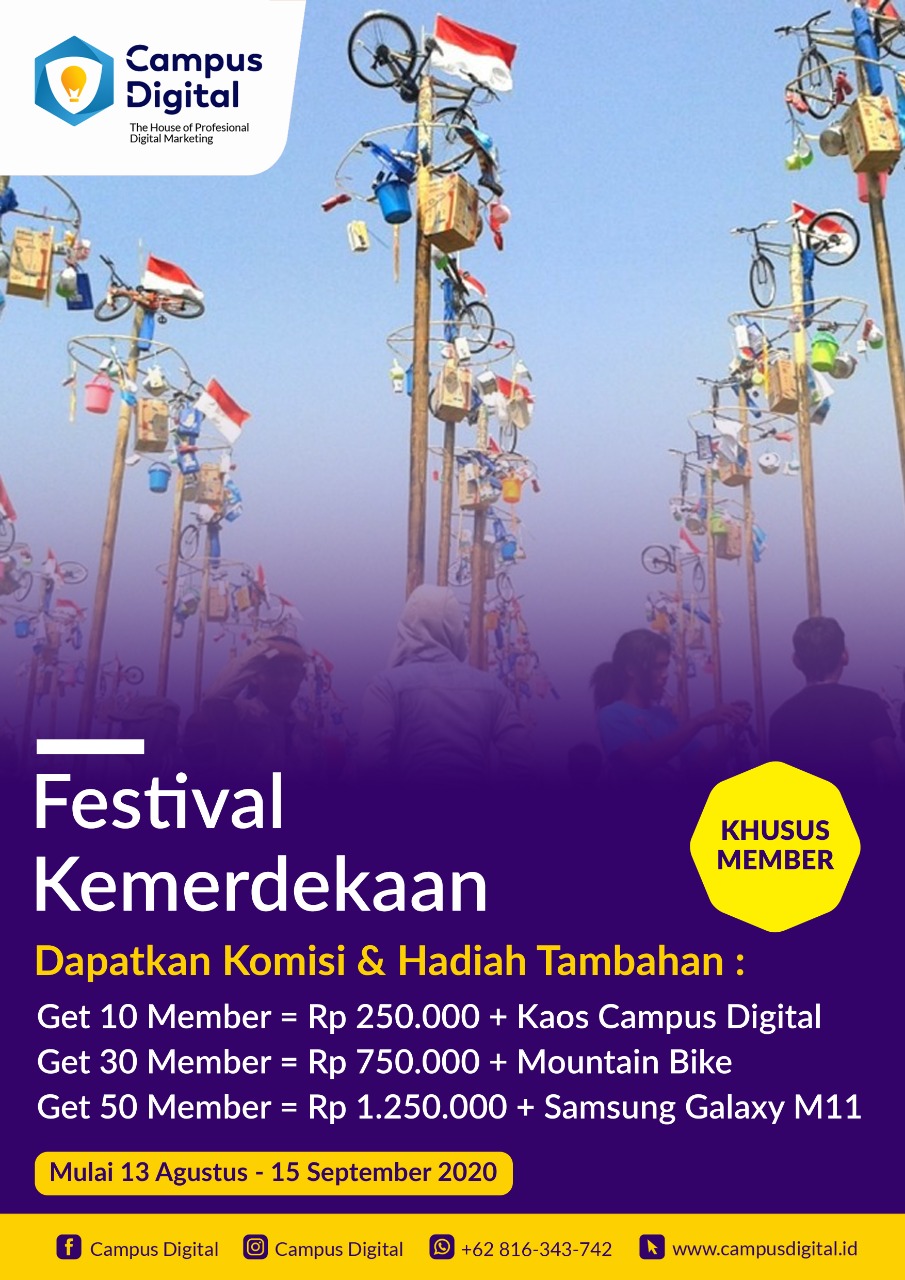 Campus
Digital
The House of Profesional
Digital Marketing
Festival
Kemerdekaan
KHUSUS
MEMBER
Dapatkan Komisi & Hadiah Tambahan :
Get 10 Member = Rp 250.000 + Kaos Campus Digital
Get 30 Member = Rp 750.000 + Mountain Bike
Get 50 Member = Rp 1.250.000 + Samsung Galaxy M11
Mulai 13 Agustus - 15 September 2020
Campus Digital Campus Digital +62 816-343-742 www.campusdigital.id